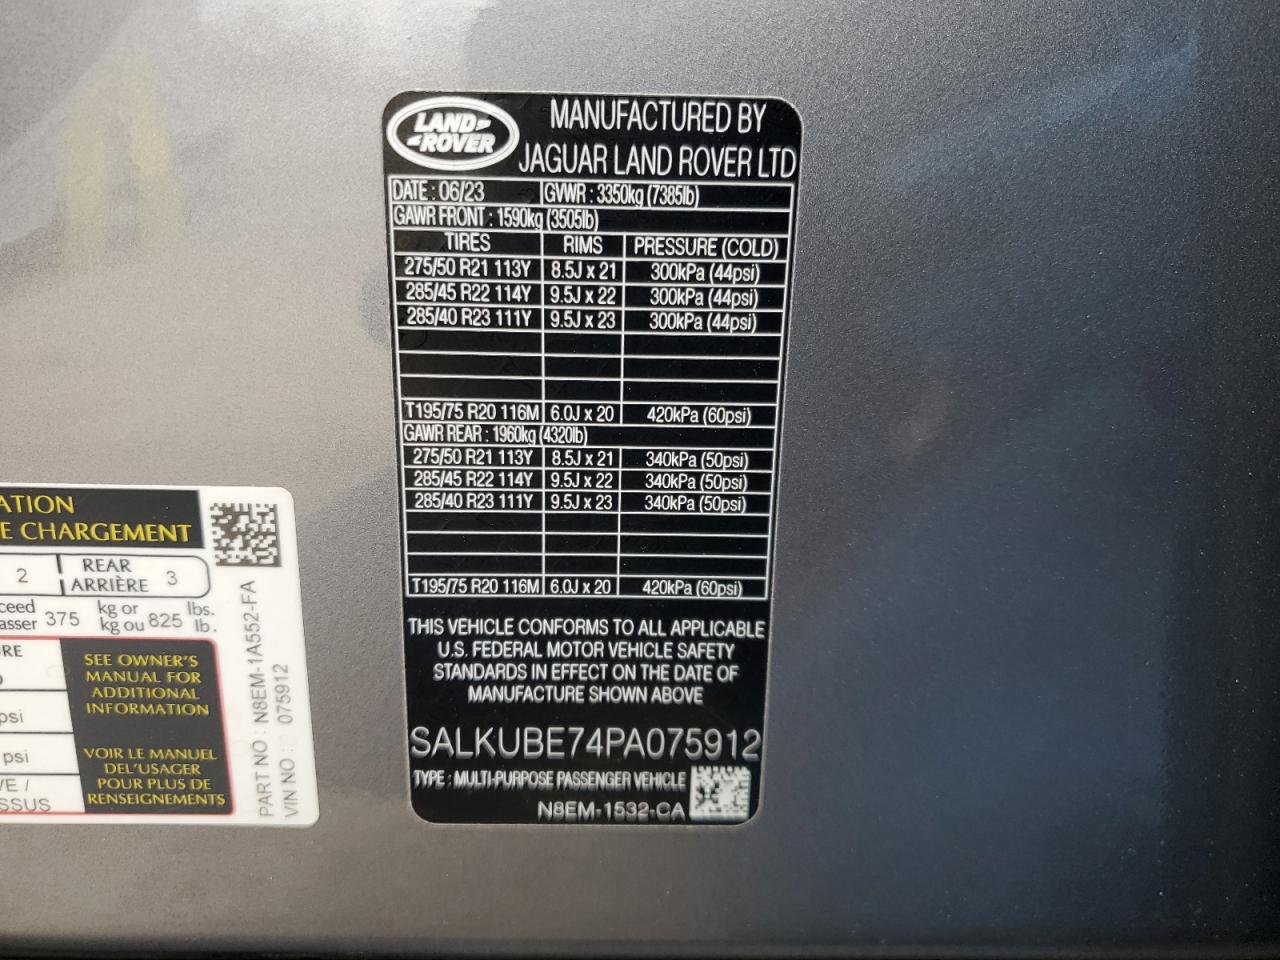 LAND-
-ROVER
MANUFACTURED BY
JAGUAR LAND ROVER LTD
DATE : 06/23 GVWR : 3350kg (7385lb)
GAWR FRONT : 1590kg (3505lb)
TIRES RIMS PRESSURE (COLD)
275/50 R21 113Y 8.5J x 21 300kPa (44psi)
285/45 R22 114Y 9.5J x 22 300kPa (44psi)
285/40 R23 111Y 9.5J x 23 300kPa (44psi)
T195/75 R20 116M 6.0J x 20 420kPa (60psi)
GAWR REAR : 1960kg (4320lb)
275/50 R21 113Y 8.5J x 21 340kPa (50psi)
285/45 R22 114Y 9.5J x 22 340kPa (50psi)
285/40 R23 111Y 9.5J x 23 340kPa (50psi)
T195/75 R20 116M 6.0J x 20 420kPa (60psi)
THIS VEHICLE CONFORMS TO ALL APPLICABLE
U.S. FEDERAL MOTOR VEHICLE SAFETY
STANDARDS IN EFFECT ON THE DATE OF
MANUFACTURE SHOWN ABOVE
SALKUBE74PA075912
TYPE : MULTI-PURPOSE PASSENGER VEHICLE
N8EM-1532-CA
ATION
E CHARGEMENT
2 REAR
ARRIÈRE 3
ceed
asser 375 kg or
kg ou 825 lbs.
lb.
RE
SEE OWNER'S
MANUAL FOR
ADDITIONAL
INFORMATION
psi
psi
VOIR LE MANUEL
DEL'USAGER
POUR PLUS DE
RENSEIGNEMENTS
VE /
SSUS
PART NO : N8EM-1A552-FA
VIN NO : 075912